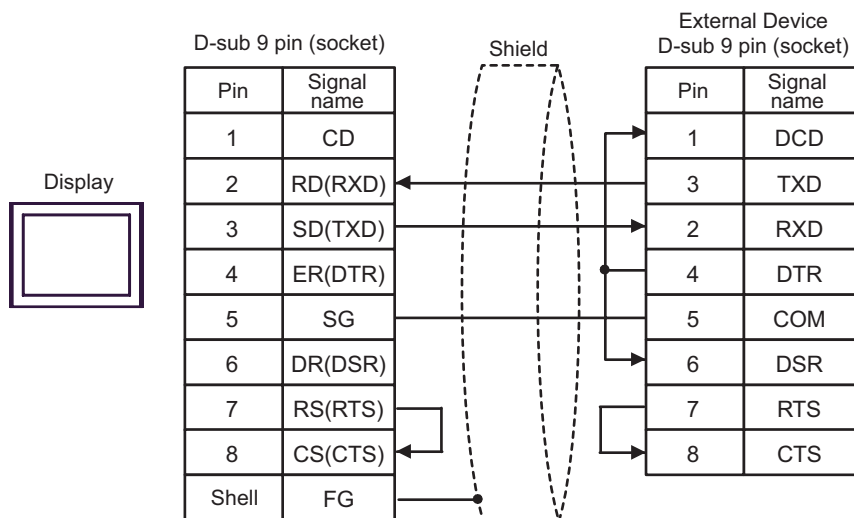 External Device
D-sub 9 pin (socket)
Shield
D-sub 9 pin (socket)
Pin Signal name
1 CD
2 RD(RXD)
3 SD(TXD)
4 ER(DTR)
5 SG
6 DR(DSR)
7 RS(RTS)
8 CS(CTS)
Shell FG
Display
Pin Signal name
1 DCD
3 TXD
2 RXD
4 DTR
5 COM
6 DSR
7 RTS
8 CTS